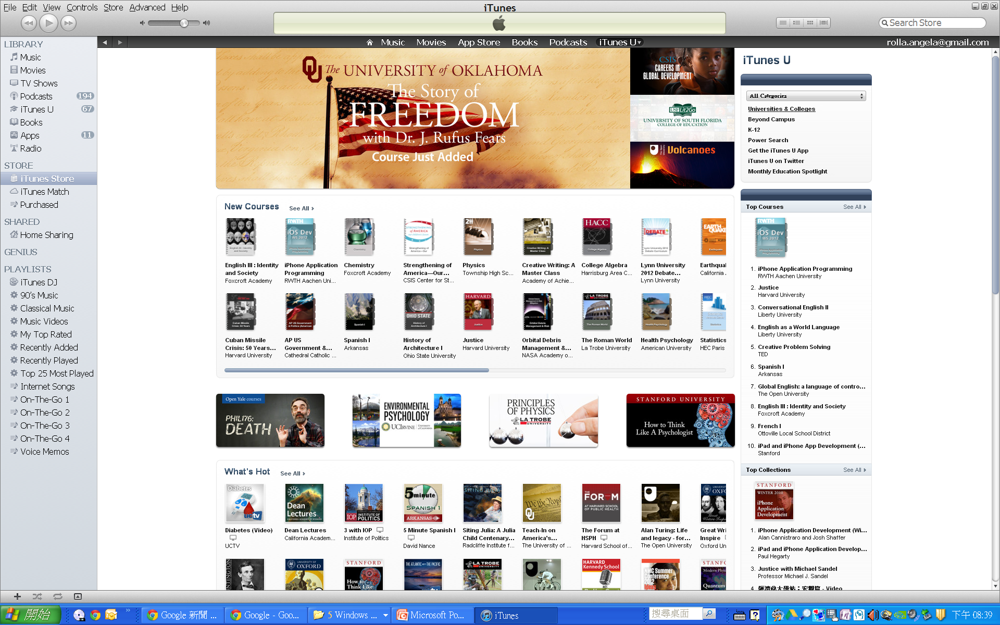 File Edit View Controls Store Advanced Help
iTunes
Search Store
Music Movies App Store Books Podcasts iTunes U
rolla.angela@gmail.com
LIBRARY
Music
Movies
TV Shows
Podcasts 194
iTunes U 67
Books
Apps 11
Radio
STORE
iTunes Store
iTunes Match
Purchased
SHARED
Home Sharing
GENIUS
PLAYLISTS
iTunes DJ
90's Music
Classical Music
Music Videos
My Top Rated
Recently Added
Recently Played
Top 25 Most Played
Internet Songs
On-The-Go 1
On-The-Go 2
On-The-Go 3
On-The-Go 4
Voice Memos
The UNIVERSITY of OKLAHOMA
The Story of
FREEDOM
with Dr. J. Rufus Fears
Course Just Added
CSIS
CAREERS IN
GLOBAL DEVELOPMENT
USF Lit2Go
UNIVERSITY OF SOUTH FLORIDA
COLLEGE OF EDUCATION
The Open University
Volcanoes
iTunes U
All Categories
Universities & Colleges
Beyond Campus
K-12
Power Search
Get the iTunes U App
iTunes U on Twitter
Monthly Education Spotlight
New Courses See All ›
English III : Identity
and Society
Foxcroft Academy
iPhone Application
Programming
RWTH Aachen Uni...
Chemistry
Foxcroft Academy
Strengthening of
America—Our...
CSIS Center for St...
Physics
Township High Sc...
Creative Writing: A
Master Class
Academy of Achie...
College Algebra
Harrisburg Area C...
Lynn University
2012 Debate...
Lynn University
Earthqual
California .
Cuban Missile
Crisis: 50 Years...
Harvard University
AP US
Government &...
Cathedral Catholic ...
Spanish I
Arkansas
History of
Architecture I
Ohio State University
Justice
Harvard University
Orbital Debris
Management &...
NASA Academy o...
The Roman World
La Trobe University
Health Psychology
American University
Statistics
HEC Paris
Top Courses See All ›
RWTH
iOS Dev
WS 2012
iPhone Application
Programming
1. iPhone Application Programming
RWTH Aachen University
2. Justice
Harvard University
3. Conversational English II
Liberty University
4. English as a World Language
Liberty University
5. Creative Problem Solving
TED
6. Spanish I
Arkansas
7. Global English: a language of contro...
The Open University
8. English III : Identity and Society
Foxcroft Academy
9. French I
Ottoville Local School District
10. iPad and iPhone App Development (...
Stanford
Open Yale courses
PHIL176:
DEATH
ENVIRONMENTAL
PSYCHOLOGY
UCIRVINE
UNIVERSITY of CALIFORNIA
PRINCIPLES
OF PHYSICS
LA TROBE
UNIVERSITY
STANFORD UNIVERSITY
How to Think
Like A Psychologist
What's Hot See All ›
Diabetes (Video)
UCTV
Dean Lectures
California Academ...
3 with IOP
Institute of Politics
5 Minute Spanish I
David Nance
Siting Julia: A Julia
Child Centenary...
Radcliffe Institute f...
Teach-In on
America's...
The University of ...
The Forum at
HSPH
Harvard School of...
Alan Turing: Life
and legacy - for...
The Open University
Great Wri
Inspire
Oxford Un
Top Collections See All ›
STANFORD
WINTER 2010
iPhone
Application
Development
1. iPhone Application Development (Wi...
Alan Cannistraro and Josh Shaffer
2. iPad and iPhone Application Develop...
Paul Hegarty
3. Justice with Michael Sandel
Professor Michael J. Sandel
4. 經濟@大學站：宏觀篇 - Video
開始
Google 新聞 ...
Google - Goo...
5 Windows ...
Microsoft Po...
iTunes
搜尋桌面
下午 08:39